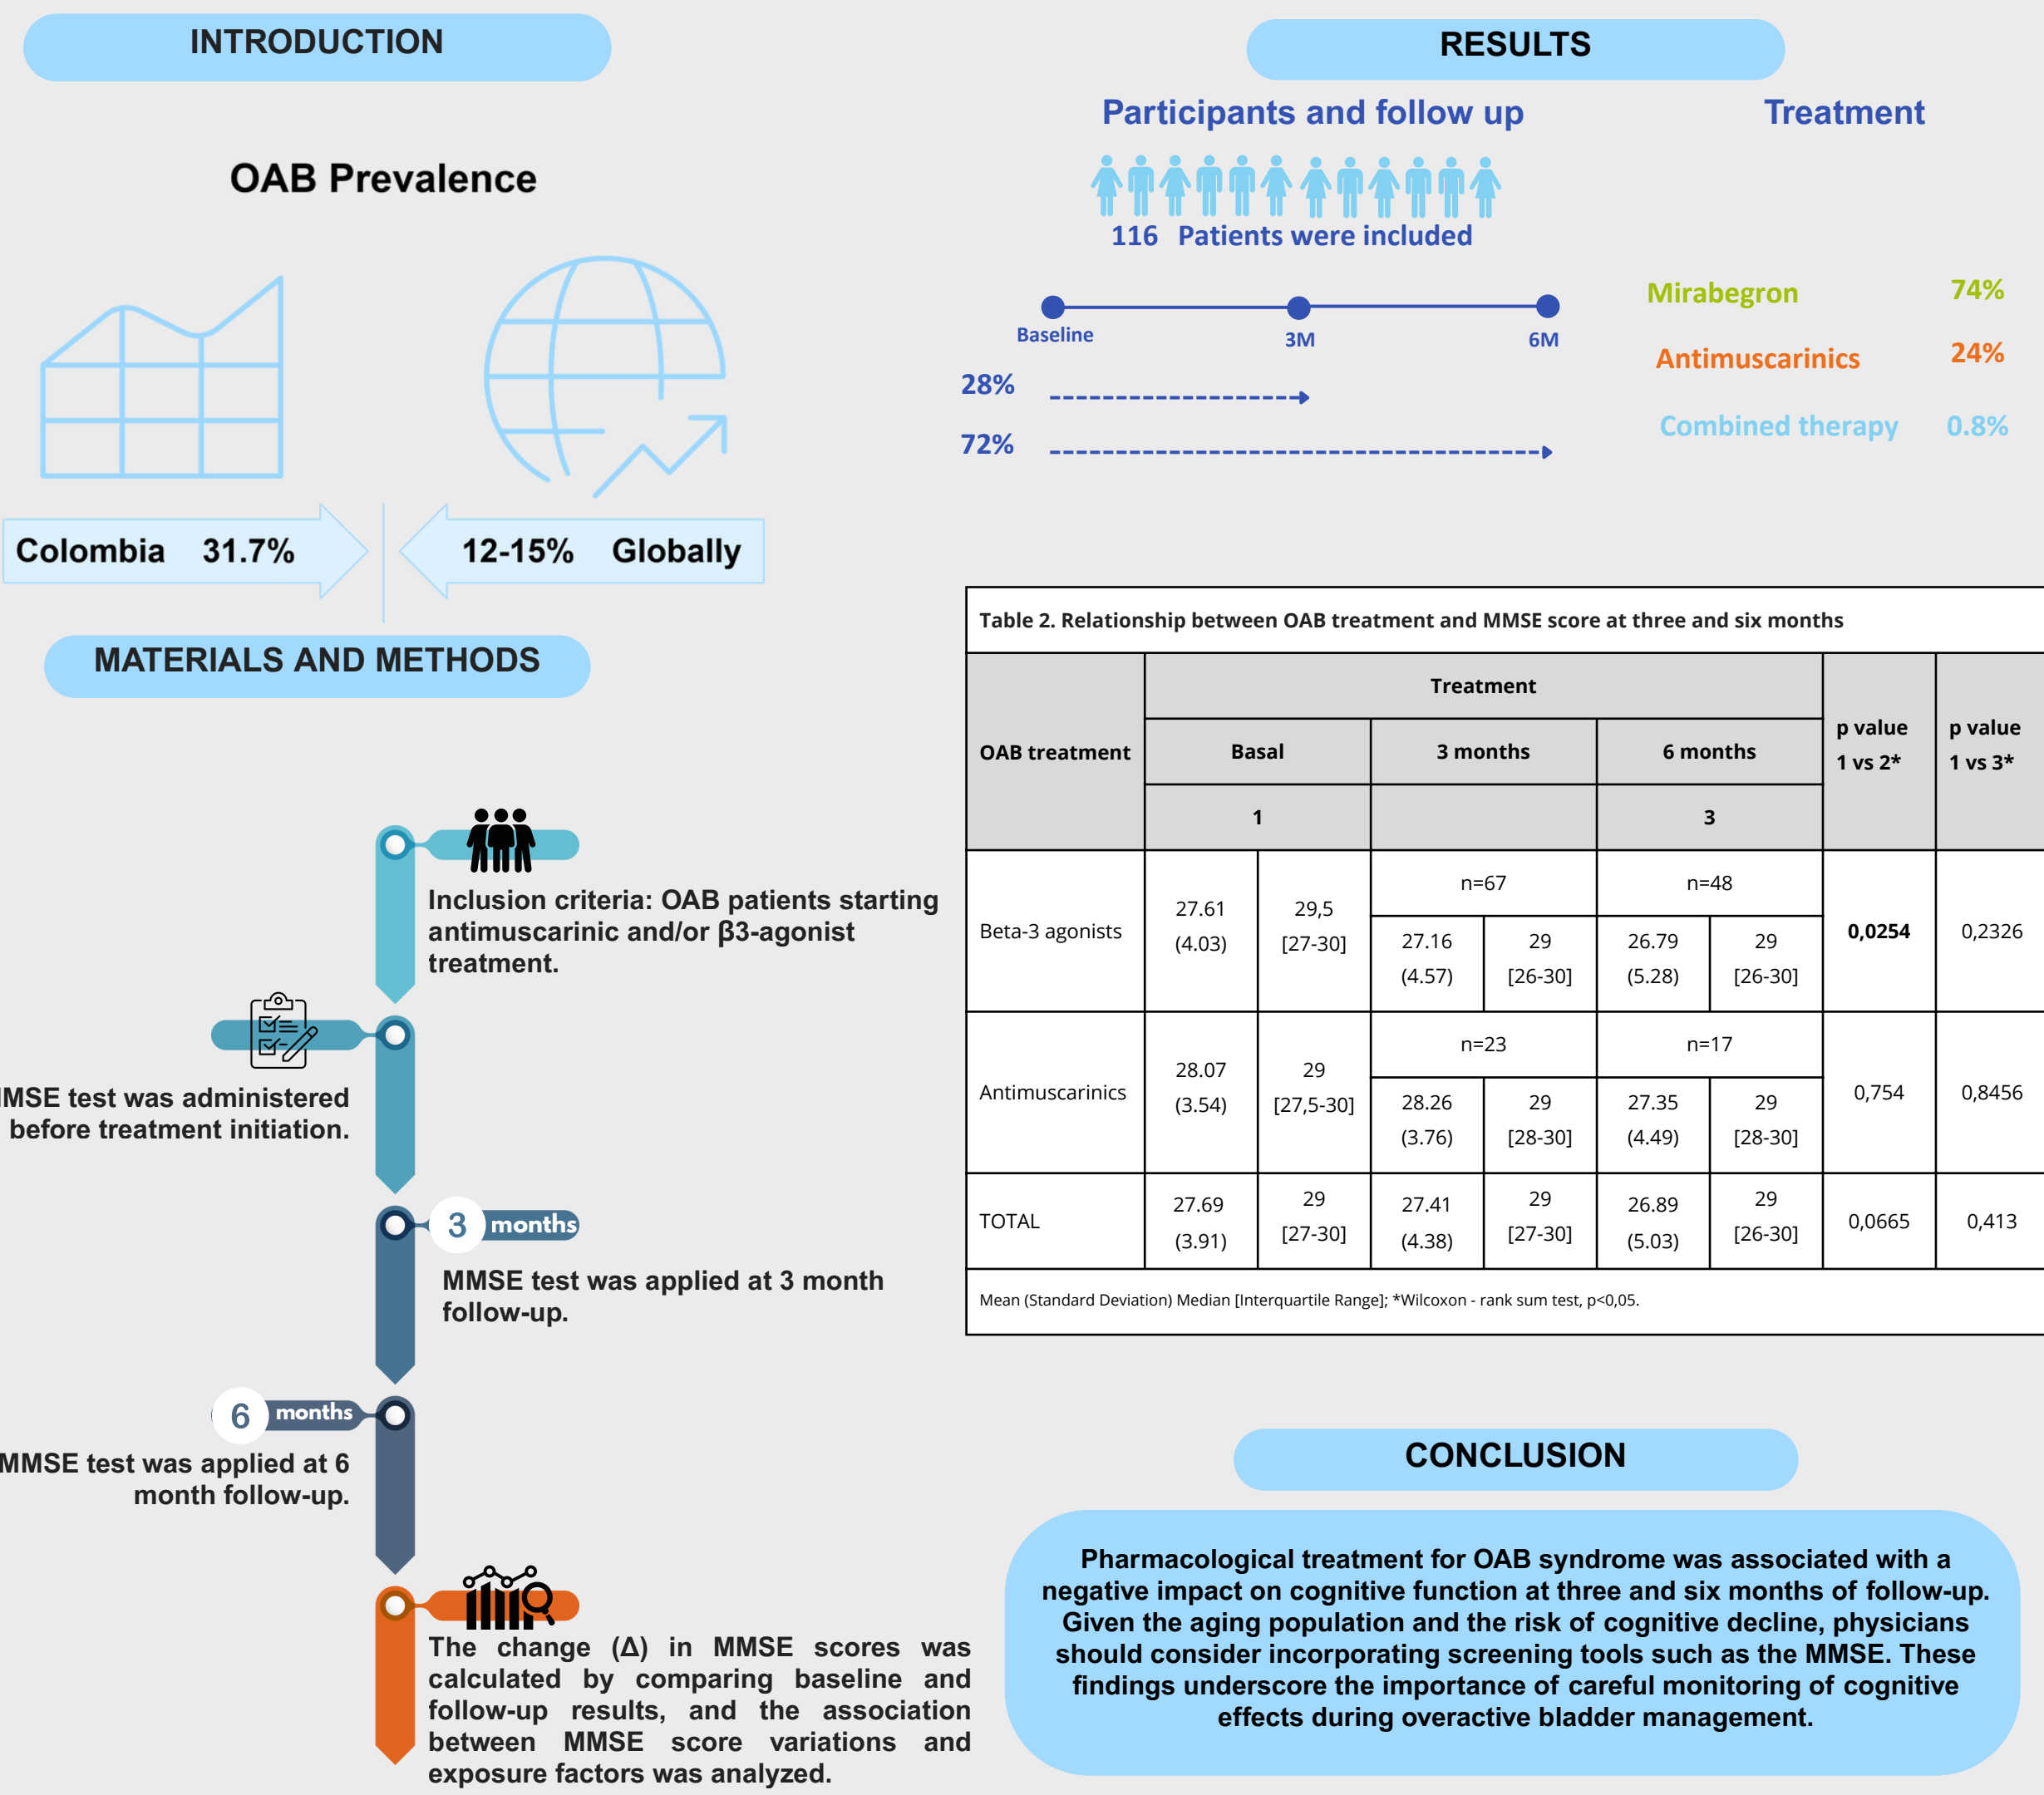 INTRODUCTION
OAB Prevalence
Colombia 31.7%
12-15% Globally
MATERIALS AND METHODS
Inclusion criteria: OAB patients starting
antimuscarinic and/or β3-agonist
treatment.
MSE test was administered
before treatment initiation.
3 months
MMSE test was applied at 3 month
follow-up.
6 months
MMSE test was applied at 6
month follow-up.
The change (Δ) in MMSE scores was
calculated by comparing baseline and
follow-up results, and the association
between MMSE score variations and
exposure factors was analyzed.
RESULTS
Participants and follow up
116 Patients were included
Baseline 3M 6M
28%
72%
Treatment
Mirabegron 74%
Antimuscarinics 24%
Combined therapy 0.8%
Table 2. Relationship between OAB treatment and MMSE score at three and six months
OAB treatment
Treatment
p value
1 vs 2*
p value
1 vs 3*
Basal 3 months 6 months
1 3
Beta-3 agonists
27.61
(4.03)
29,5
[27-30]
n=67
27.16
(4.57)
29
[26-30]
n=48
26.79
(5.28)
29
[26-30]
0,0254
0,2326
Antimuscarinics
28.07
(3.54)
29
[27,5-30]
n=23
28.26
(3.76)
29
[28-30]
n=17
27.35
(4.49)
29
[28-30]
0,754
0,8456
TOTAL
27.69
(3.91)
29
[27-30]
27.41
(4.38)
29
[27-30]
26.89
(5.03)
29
[26-30]
0,0665
0,413
Mean (Standard Deviation) Median [Interquartile Range]; *Wilcoxon - rank sum test, p<0,05.
CONCLUSION
Pharmacological treatment for OAB syndrome was associated with a
negative impact on cognitive function at three and six months of follow-up.
Given the aging population and the risk of cognitive decline, physicians
should consider incorporating screening tools such as the MMSE. These
findings underscore the importance of careful monitoring of cognitive
effects during overactive bladder management.